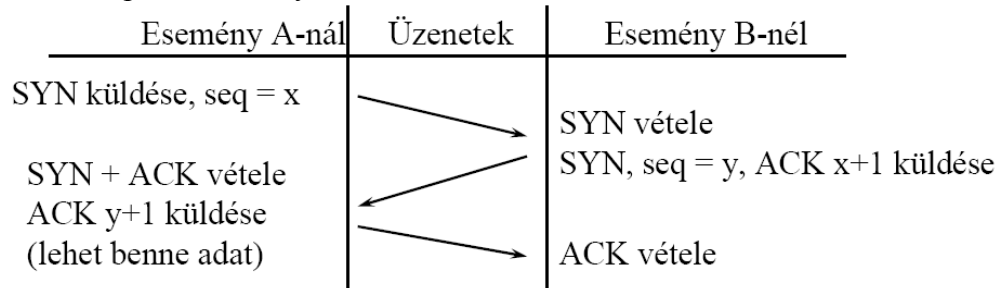 Esemény A-nál Üzenetek Esemény B-nél
SYN küldése, seq = x
SYN vétele
SYN, seq = y, ACK x+1 küldése
SYN + ACK vétele
ACK y+1 küldése
(lehet benne adat)
ACK vétele